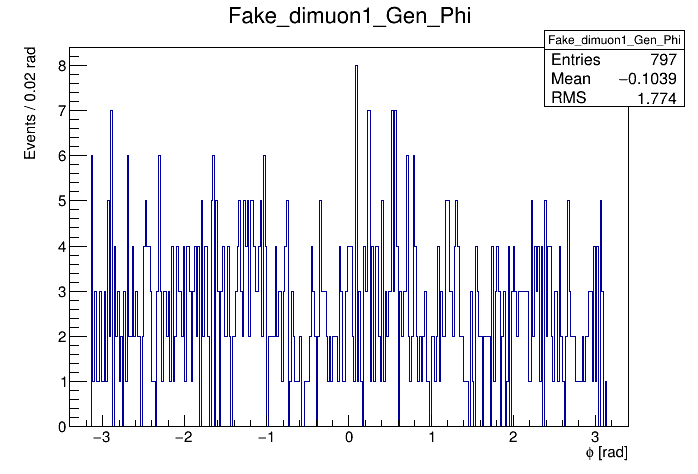 Fake_dimuon1_Gen_Phi
Fake_dimuon1_Gen_Phi
Entries 797
Mean −0.1039
RMS 1.774
Events / 0.02 rad
8
7
6
5
4
3
2
1
0
−3 −2 −1 0 1 2 3
ϕ [rad]